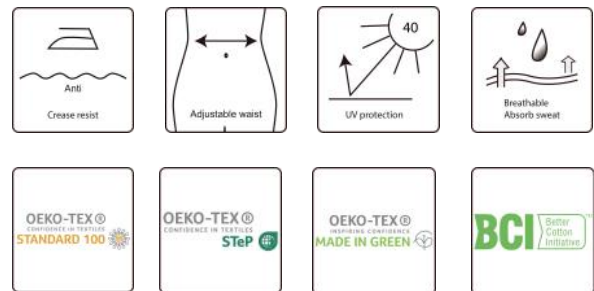 40
Anti
Crease resist
Adjustable waist
UV protection
Breathable
Absorb sweat
OEKO-TEX®
CONFIDENCE IN TEXTILES
STANDARD 100
OEKO-TEX®
CONFIDENCE IN TEXTILES
STeP
OEKO-TEX®
INSPIRING CONFIDENCE
MADE IN GREEN
BCI
Better
Cotton
Initiative
TM